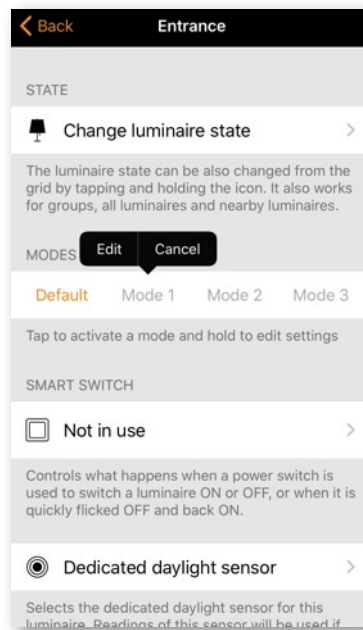 Back Entrance
STATE
Change luminaire state
The luminaire state can be also changed from the
grid by tapping and holding the icon. It also works
for groups, all luminaires and nearby luminaires.
Edit Cancel
MODES
Default Mode 1 Mode 2 Mode 3
Tap to activate a mode and hold to edit settings
SMART SWITCH
Not in use
Controls what happens when a power switch is
used to switch a luminaire ON or OFF, or when it is
quickly flicked OFF and back ON.
Dedicated daylight sensor
Selects the dedicated daylight sensor for this
luminaire. Readings of this sensor will be used if